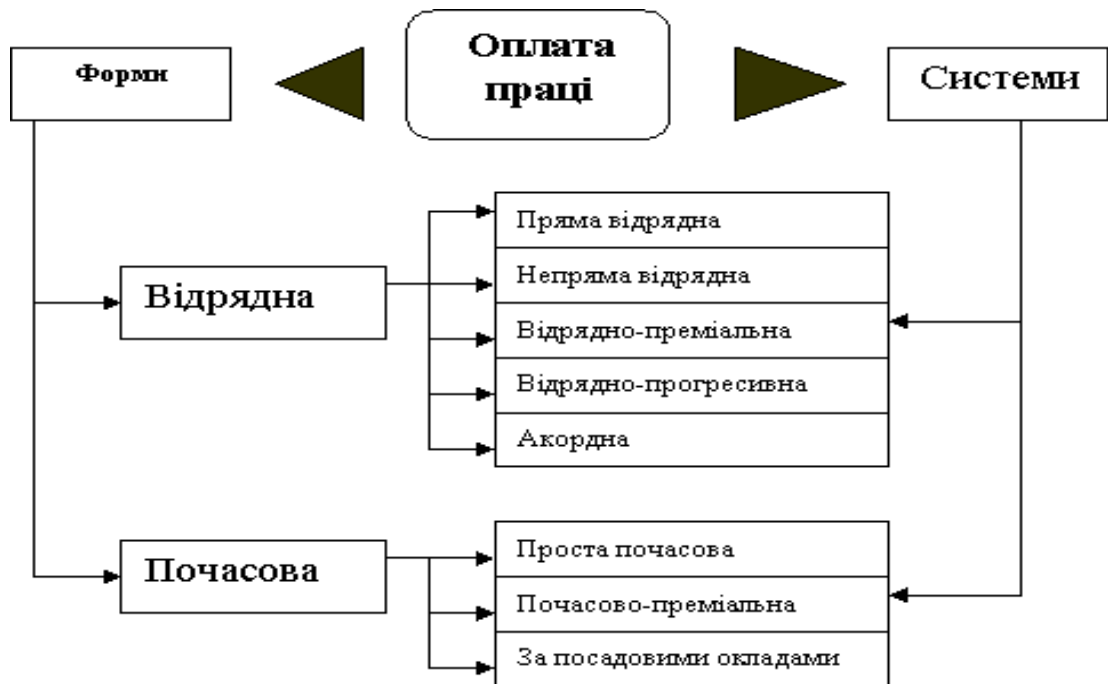 Форми
Оплата
праці
Системи
Відрядна
Пряма відрядна
Непряма відрядна
Відрядно-преміальна
Відрядно-прогресивна
Акордна
Почасова
Проста почасова
Почасово-преміальна
За посадовими окладами